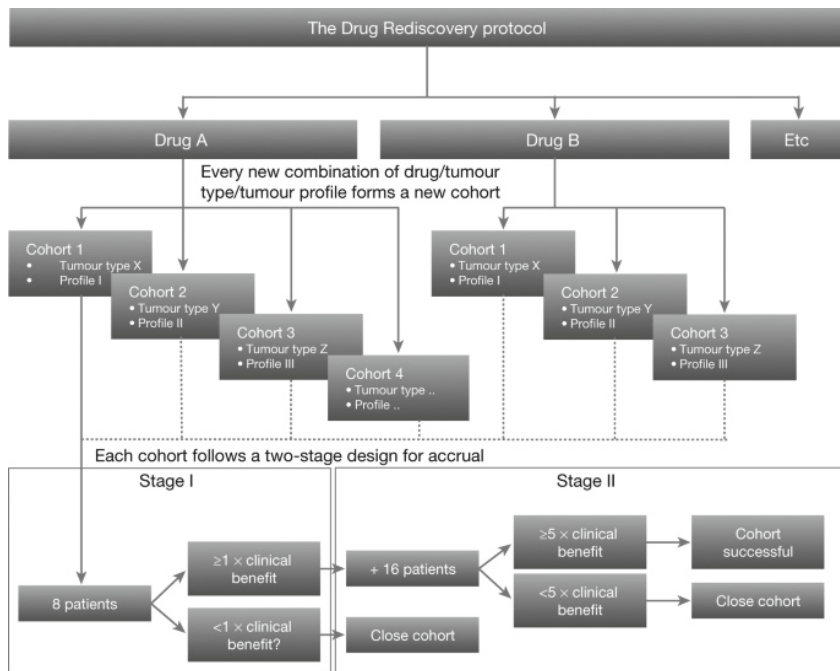 The Drug Rediscovery protocol
Drug A
Drug B
Etc
Every new combination of drug/tumour
type/tumour profile forms a new cohort
Cohort 1
• Tumour type X
• Profile I
Cohort 2
• Tumour type Y
• Profile II
Cohort 3
• Tumour type Z
• Profile III
Cohort 4
• Tumour type ..
• Profile ..
Cohort 1
• Tumour type X
• Profile I
Cohort 2
• Tumour type Y
• Profile II
Cohort 3
• Tumour type Z
• Profile III
Each cohort follows a two-stage design for accrual
Stage I
8 patients
≥1 × clinical
benefit
<1 × clinical
benefit?
Stage II
+ 16 patients
Close cohort
≥5 × clinical
benefit
<5 × clinical
benefit
Cohort
successful
Close cohort